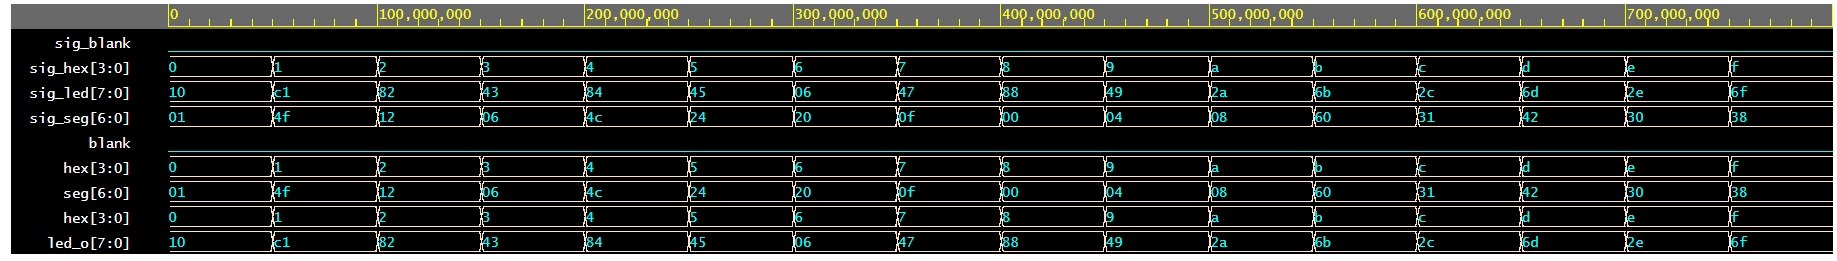 0 100,000,000 200,000,000 300,000,000 400,000,000 500,000,000 600,000,000 700,000,000
sig_blank
sig_hex[3:0] 0 1 2 3 4 5 6 7 8 9 a b c d e f
sig_led[7:0] 10 c1 82 43 84 45 06 47 88 49 2a 6b 2c 6d 2e 6f
sig_seg[6:0] 01 4f 12 06 4c 24 20 0f 00 04 08 60 31 42 30 38
blank
hex[3:0] 0 1 2 3 4 5 6 7 8 9 a b c d e f
seg[6:0] 01 4f 12 06 4c 24 20 0f 00 04 08 60 31 42 30 38
hex[3:0] 0 1 2 3 4 5 6 7 8 9 a b c d e f
led_o[7:0] 10 c1 82 43 84 45 06 47 88 49 2a 6b 2c 6d 2e 6f